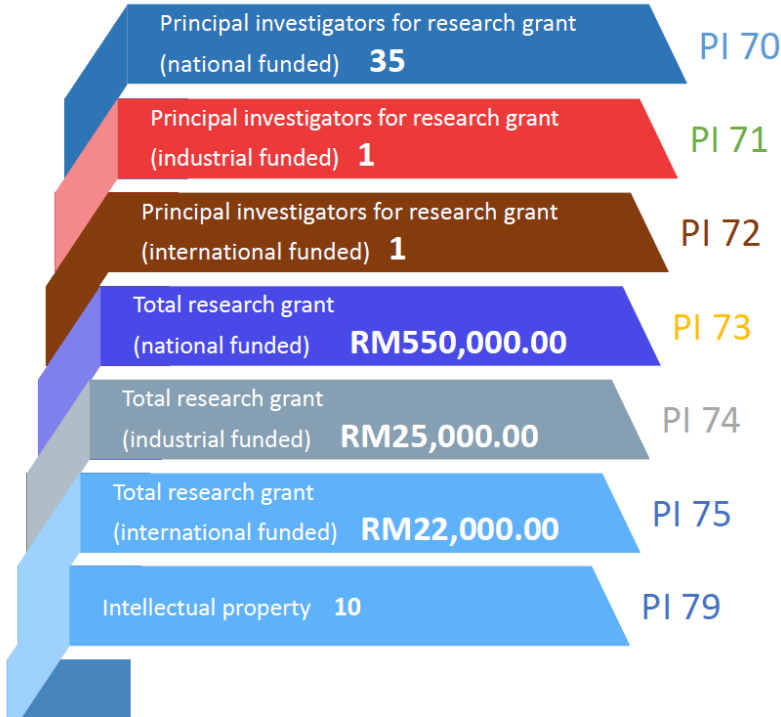 Principal investigators for research grant
(national funded) 35
PI 70
Principal investigators for research grant
(industrial funded) 1
PI 71
Principal investigators for research grant
(international funded) 1
PI 72
Total research grant
(national funded) RM550,000.00
PI 73
Total research grant
(industrial funded) RM25,000.00
PI 74
Total research grant
(international funded) RM22,000.00
PI 75
Intellectual property 10
PI 79